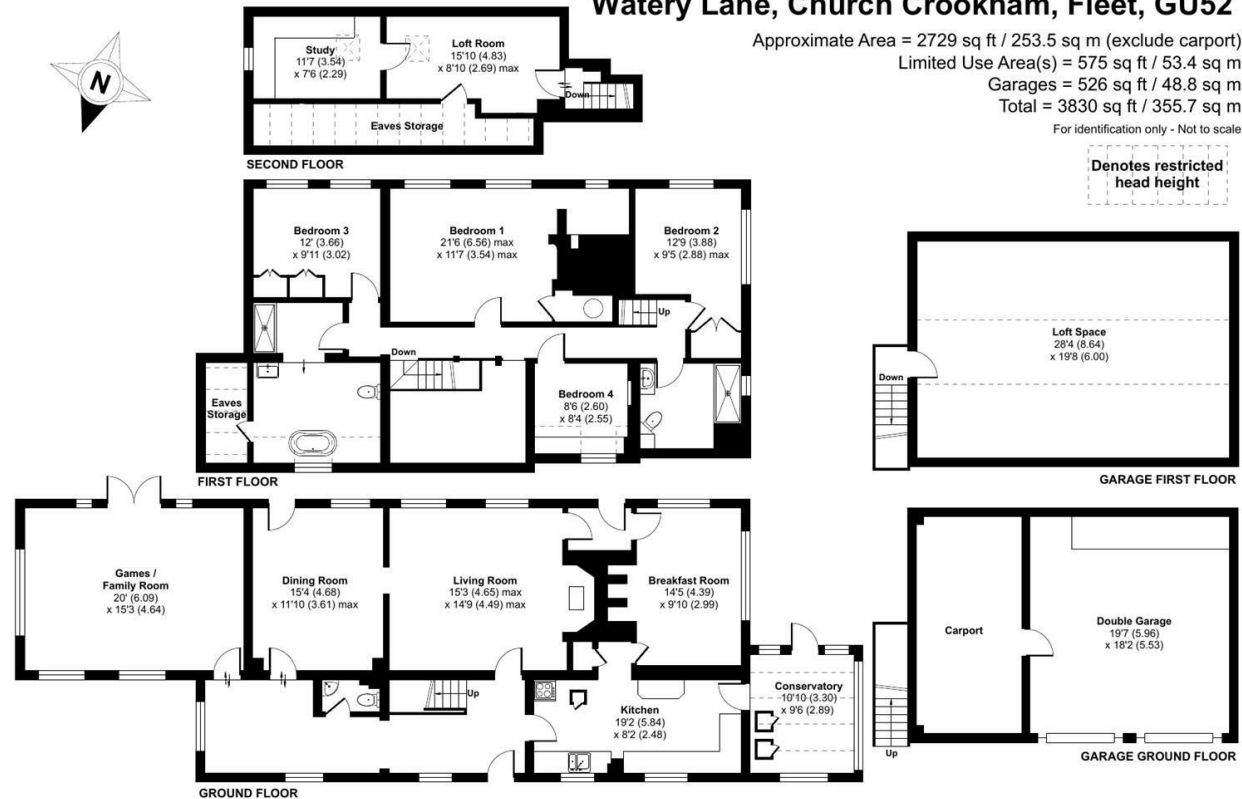 Watery Lane, Church Crookham, Fleet, GU52
Approximate Area = 2729 sq ft / 253.5 sq m (exclude carport)
Limited Use Area(s) = 575 sq ft / 53.4 sq m
Garages = 526 sq ft / 48.8 sq m
Total = 3830 sq ft / 355.7 sq m
For identification only - Not to scale
Denotes restricted
head height
N
Study
11'7 (3.54)
x 7'6 (2.29)
Loft Room
15'10 (4.83)
x 8'10 (2.69) max
Down
Eaves Storage
SECOND FLOOR
Bedroom 3
12' (3.66)
x 9'11 (3.02)
Bedroom 1
21'6 (6.56) max
x 11'7 (3.54) max
Bedroom 2
12'9 (3.88)
x 9'5 (2.88) max
Up
Down
Eaves
Storage
Bedroom 4
8'6 (2.60)
x 8'4 (2.55)
FIRST FLOOR
Loft Space
28'4 (8.64)
x 19'8 (6.00)
Down
GARAGE FIRST FLOOR
Games /
Family Room
20' (6.09)
x 15'3 (4.64)
Dining Room
15'4 (4.68)
x 11'10 (3.61) max
Living Room
15'3 (4.65) max
x 14'9 (4.49) max
Breakfast Room
14'5 (4.39)
x 9'10 (2.99)
Up
Kitchen
19'2 (5.84)
x 8'2 (2.48)
Conservatory
10'10 (3.30)
x 9'6 (2.89)
GROUND FLOOR
Carport
Double Garage
19'7 (5.96)
x 18'2 (5.53)
Up
GARAGE GROUND FLOOR